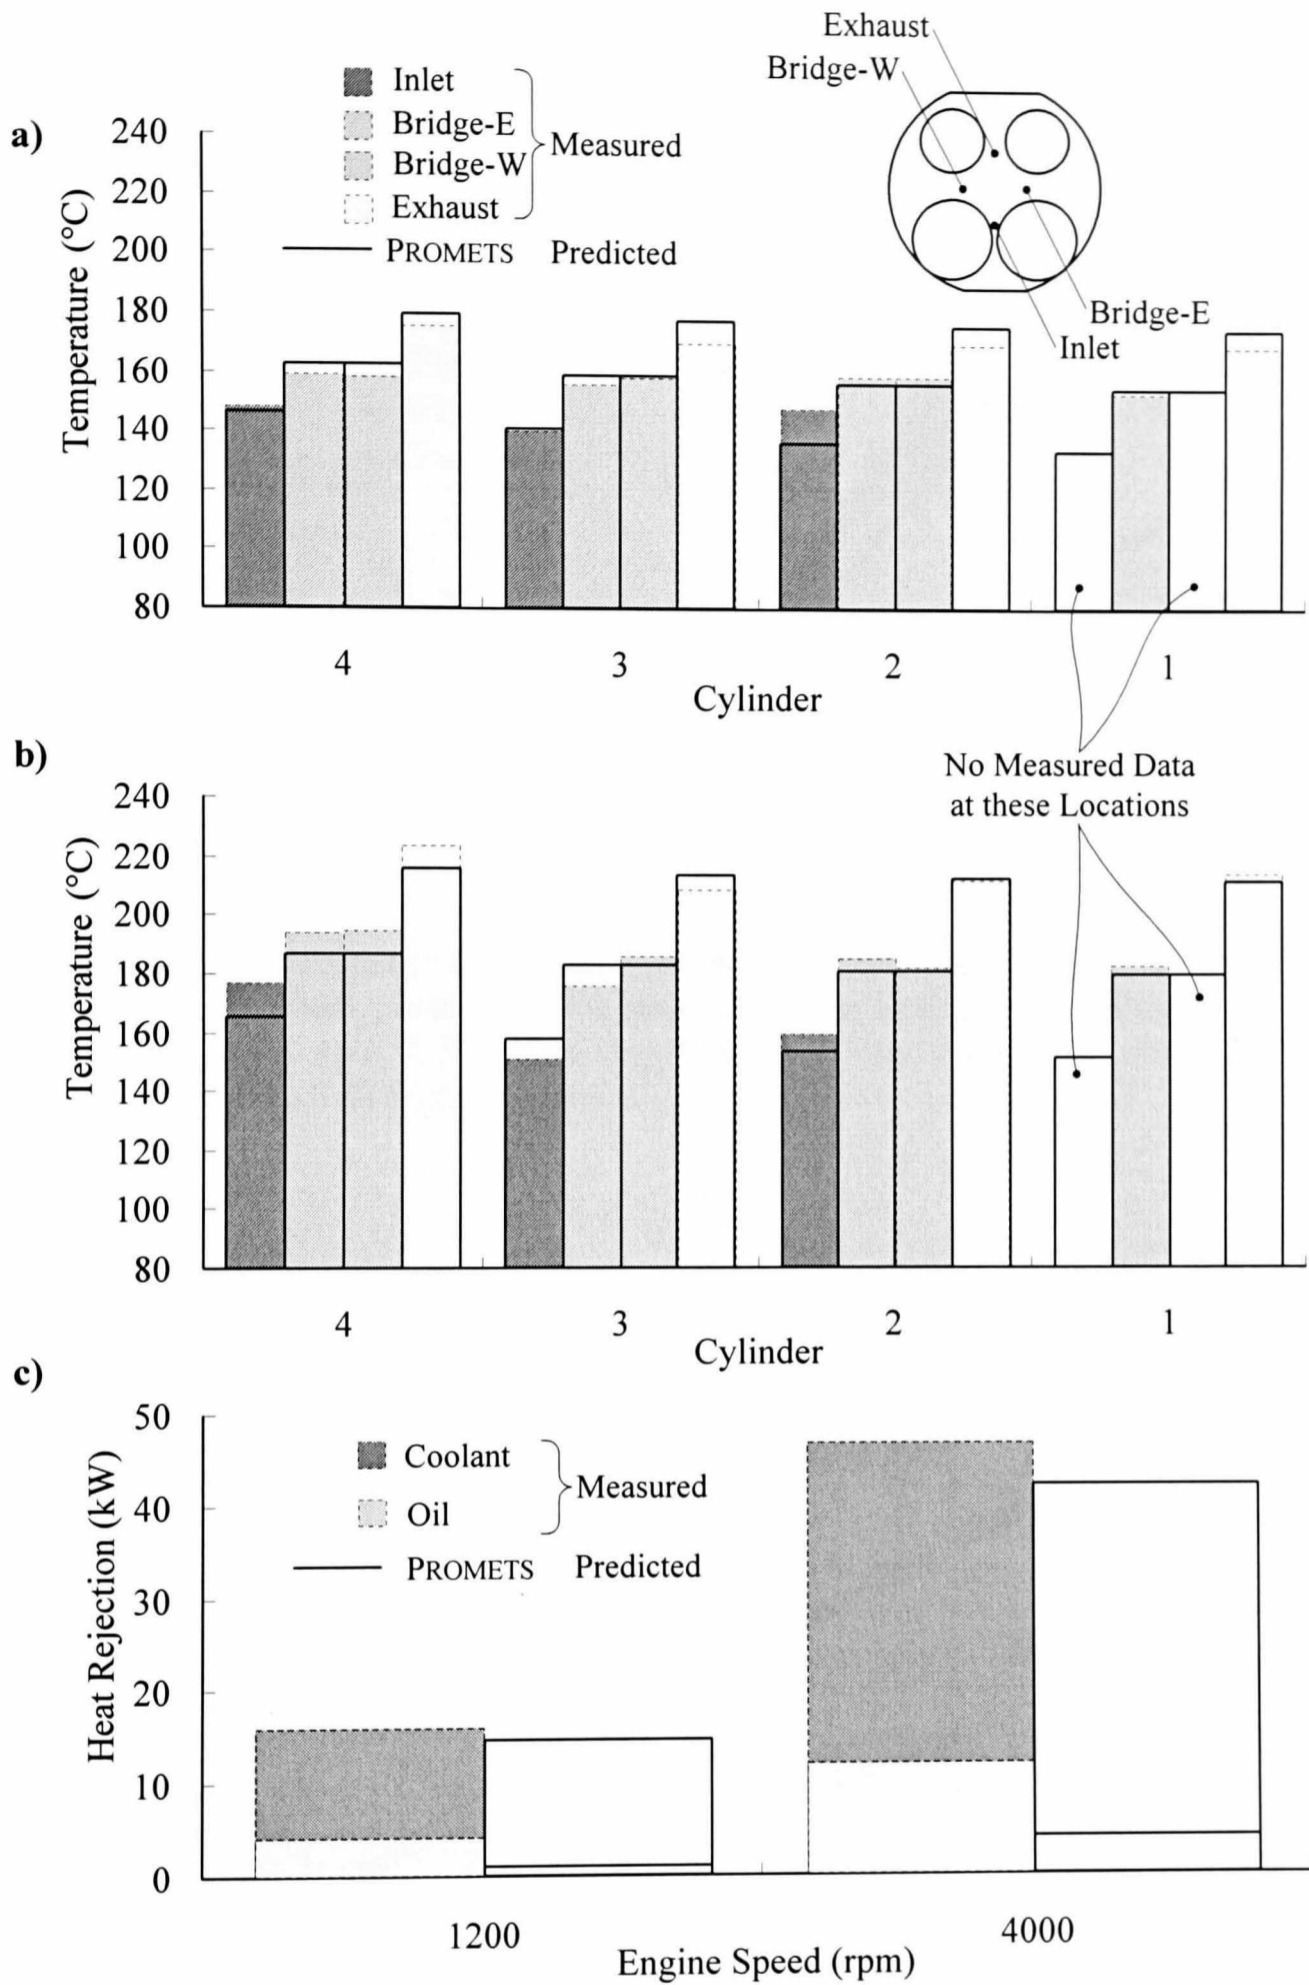 a)
Inlet
Bridge-E
Bridge-W
Exhaust
Measured
PROMETS Predicted
Exhaust
Bridge-W
Bridge-E
Inlet
Temperature (°C)
240
220
200
180
160
140
120
100
80
4 3 2 1
Cylinder
No Measured Data
at these Locations
b)
Temperature (°C)
240
220
200
180
160
140
120
100
80
4 3 2 1
Cylinder
c)
Heat Rejection (kW)
50
40
30
20
10
0
Coolant
Oil
Measured
PROMETS Predicted
1200 4000
Engine Speed (rpm)